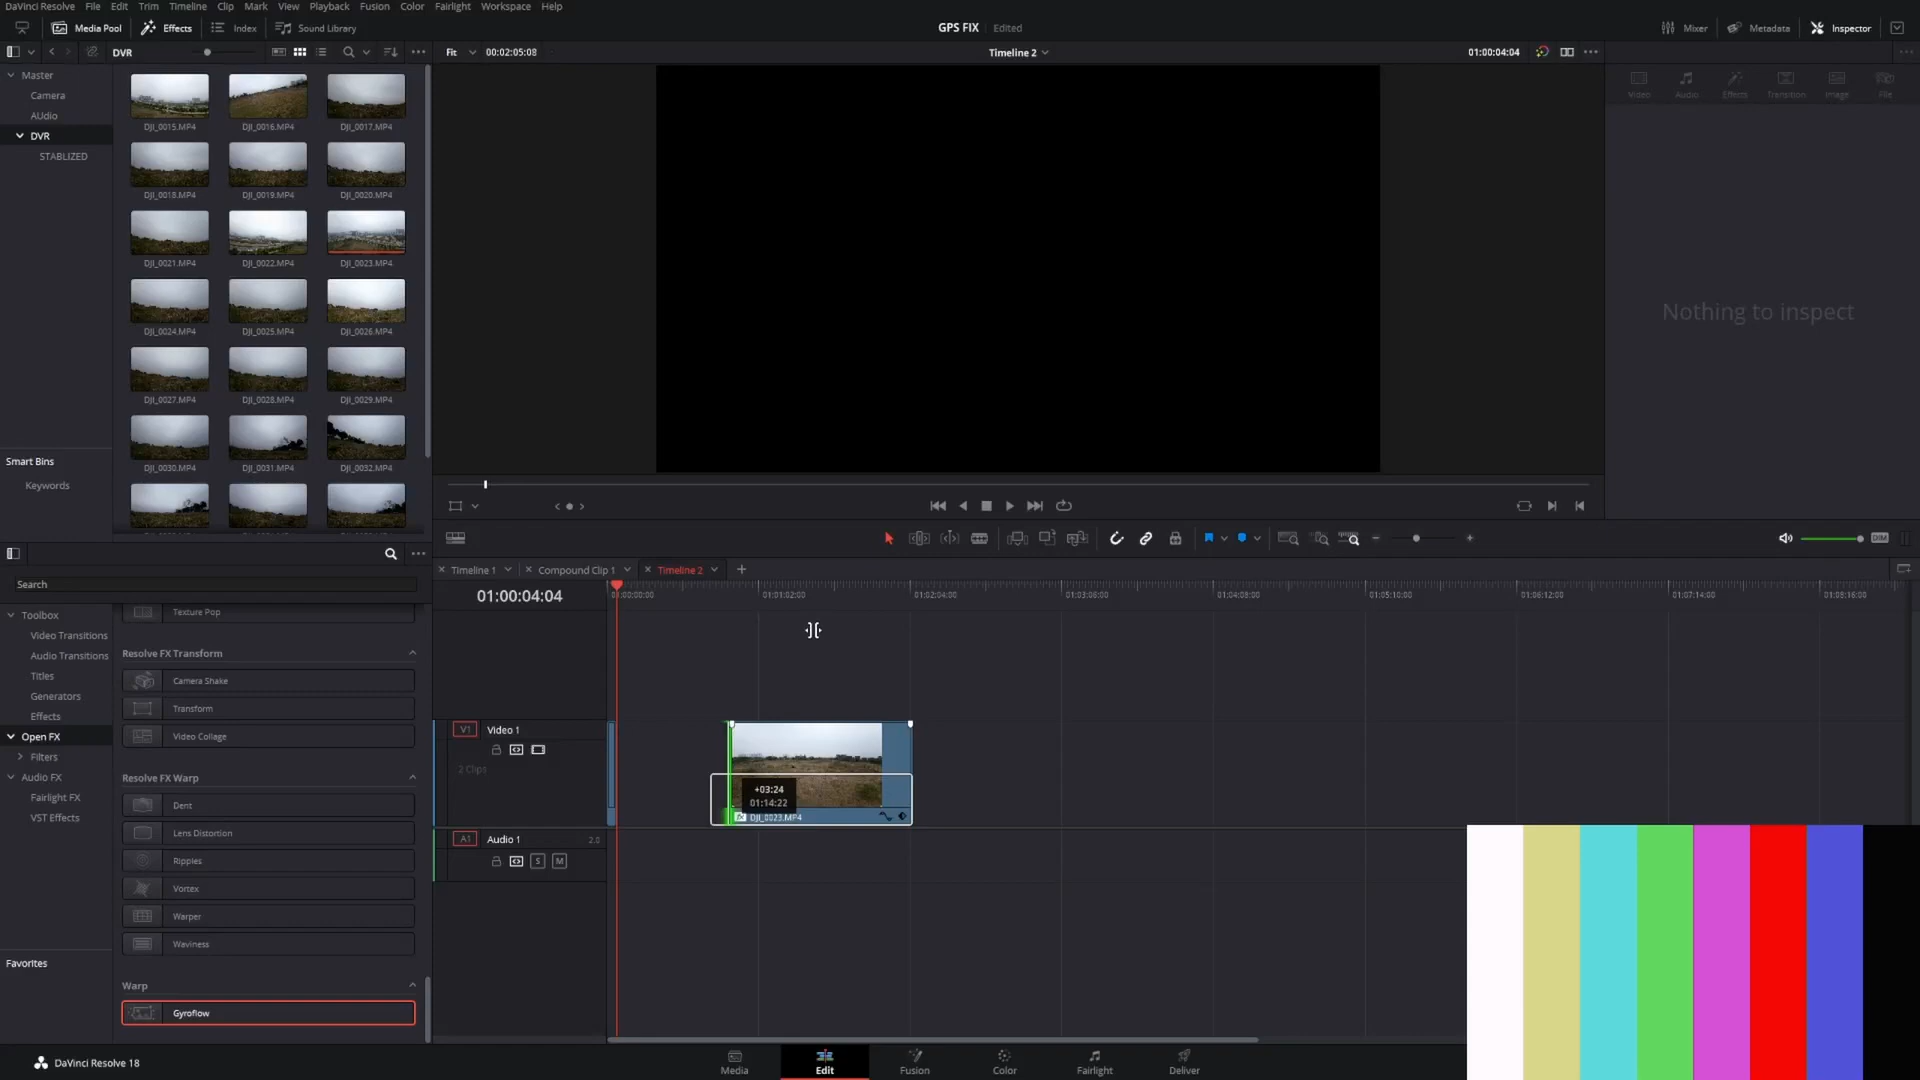 DaVinci Resolve File Edit Trim Timeline Clip Mark View Playback Fusion Color Fairlight Workspace Help
Media Pool Effects Index Sound Library GPS FIX Edited Mixer Metadata Inspector
DVR Fit 00:02:05:08 Timeline 2 01:00:04:04
Master
Camera
AUdio
DVR
STABLIZED
Smart Bins
Keywords
DJI_0015.MP4 DJI_0016.MP4 DJI_0017.MP4
DJI_0018.MP4 DJI_0019.MP4 DJI_0020.MP4
DJI_0021.MP4 DJI_0022.MP4 DJI_0023.MP4
DJI_0024.MP4 DJI_0025.MP4 DJI_0026.MP4
DJI_0027.MP4 DJI_0028.MP4 DJI_0029.MP4
DJI_0030.MP4 DJI_0031.MP4 DJI_0032.MP4
Video Audio Effects Transition Image File
Nothing to inspect
DIM
Search
Toolbox
Video Transitions
Audio Transitions
Titles
Generators
Effects
Open FX
Filters
Audio FX
Fairlight FX
VST Effects
Favorites
Texture Pop
Resolve FX Transform
Camera Shake
Transform
Video Collage
Resolve FX Warp
Dent
Lens Distortion
Ripples
Vortex
Warper
Waviness
Warp
Gyroflow
Timeline 1 Compound Clip 1 Timeline 2
01:00:04:04
01:01:02:00 01:02:04:00 01:03:06:00 01:04:08:00 01:05:10:00 01:06:12:00 01:07:14:00 01:08:16:00
V1 Video 1
2 Clips
+03:24
01:14:22
DJI_0023.MP4
A1 Audio 1 2.0
S M
DaVinci Resolve 18
Media Edit Fusion Color Fairlight Deliver